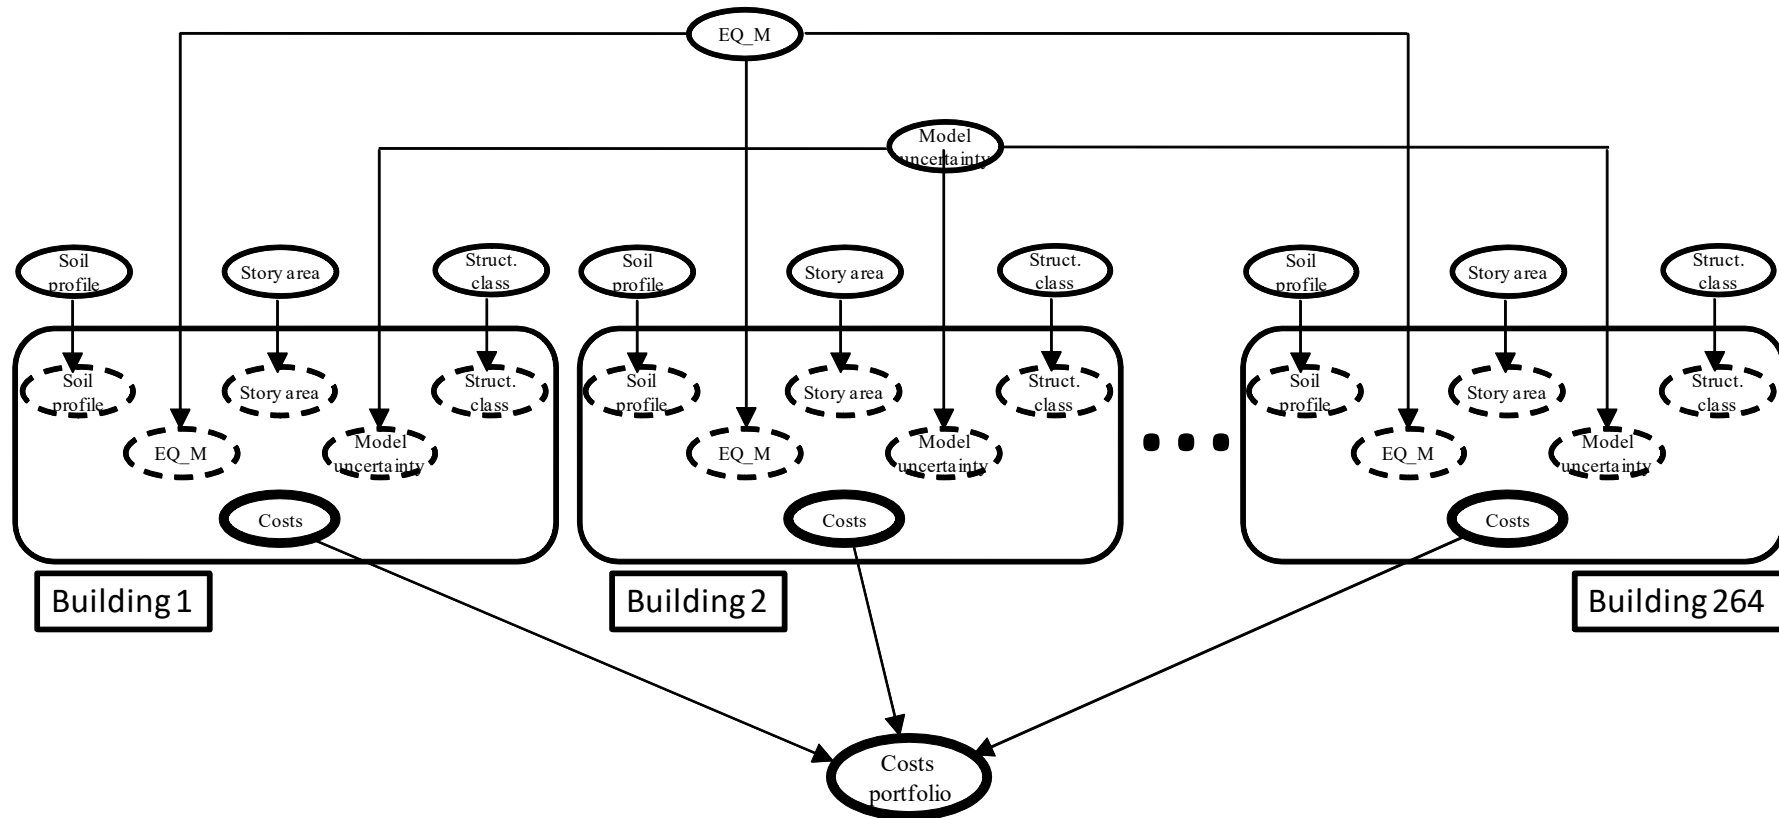 EQ_M
Model
uncertainty
Soil
profile
Story area
Struct.
class
Soil
profile
Story area
Struct.
class
Soil
profile
Story area
Struct.
class
Soil
profile
Story area
Struct.
class
EQ_M
Model
uncertainty
Costs
Building 1
Soil
profile
Story area
Struct.
class
EQ_M
Model
uncertainty
Costs
Building 2
Soil
profile
Story area
Struct.
class
EQ_M
Model
uncertainty
Costs
Building 264
Costs
portfolio